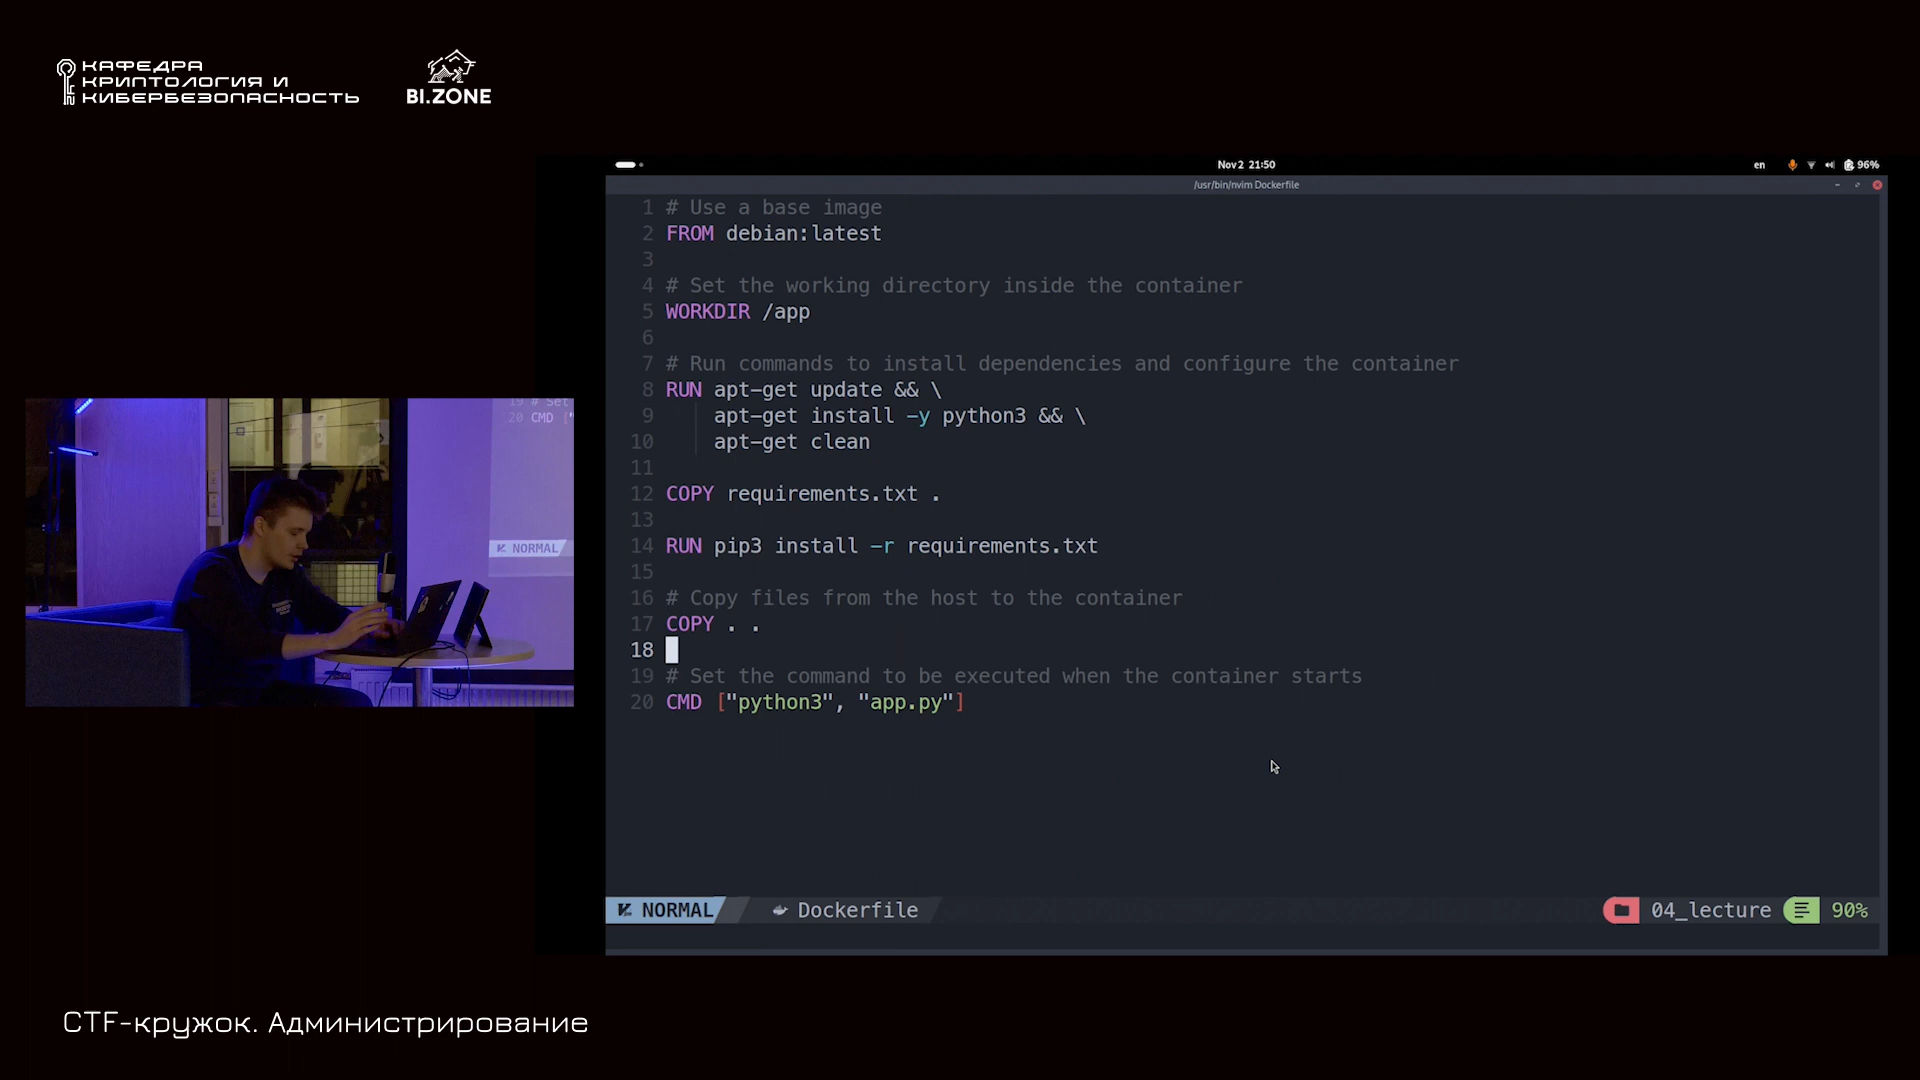 КАФЕДРА
КРИПТОЛОГИЯ И
КИБЕРБЕЗОПАСНОСТЬ
BI.ZONE
Nov 2 21:50
en
96%
/usr/bin/nvim Dockerfile
1 # Use a base image
2 FROM debian:latest
3
4 # Set the working directory inside the container
5 WORKDIR /app
6
7 # Run commands to install dependencies and configure the container
8 RUN apt-get update && \
9 apt-get install -y python3 && \
10 apt-get clean
11
12 COPY requirements.txt .
13
14 RUN pip3 install -r requirements.txt
15
16 # Copy files from the host to the container
17 COPY . .
18
19 # Set the command to be executed when the container starts
20 CMD ["python3", "app.py"]
NORMAL
Dockerfile
04_lecture
90%
19 # Set
20 CMD ["
NORMAL
CTF-кружок. Администрирование